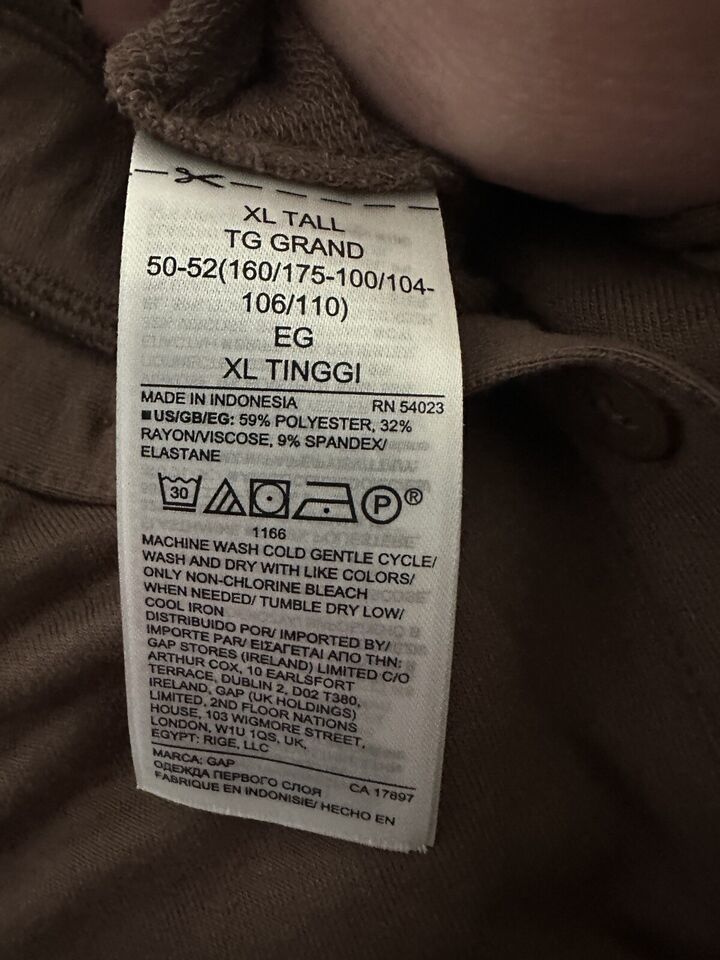 XL TALL
TG GRAND
50-52(160/175-100/104-
106/110)
EG
XL TINGGI
MADE IN INDONESIA RN 54023
■US/GB/EG: 59% POLYESTER, 32%
RAYON/VISCOSE, 9% SPANDEX/
ELASTANE
30 P®
1166
MACHINE WASH COLD GENTLE CYCLE/
WASH AND DRY WITH LIKE COLORS/
ONLY NON-CHLORINE BLEACH
WHEN NEEDED/ TUMBLE DRY LOW/
COOL IRON
DISTRIBUIDO POR/ IMPORTED BY/
IMPORTE PAR/ ΕΙΣΑΓΕΤΑΙ ΑΠΟ ΤΗΝ:
GAP STORES (IRELAND) LIMITED C/O
ARTHUR COX, 10 EARLSFORT
TERRACE, DUBLIN 2, D02 T380,
IRELAND, GAP (UK HOLDINGS)
LIMITED, 2ND FLOOR NATIONS
HOUSE, 103 WIGMORE STREET,
LONDON, W1U 1QS, UK,
EGYPT: RIGE, LLC
MARCA: GAP CA 17897
ОДЕЖДА ПЕРВОГО СЛОЯ
FABRIQUE EN INDONISIE/ HECHO EN